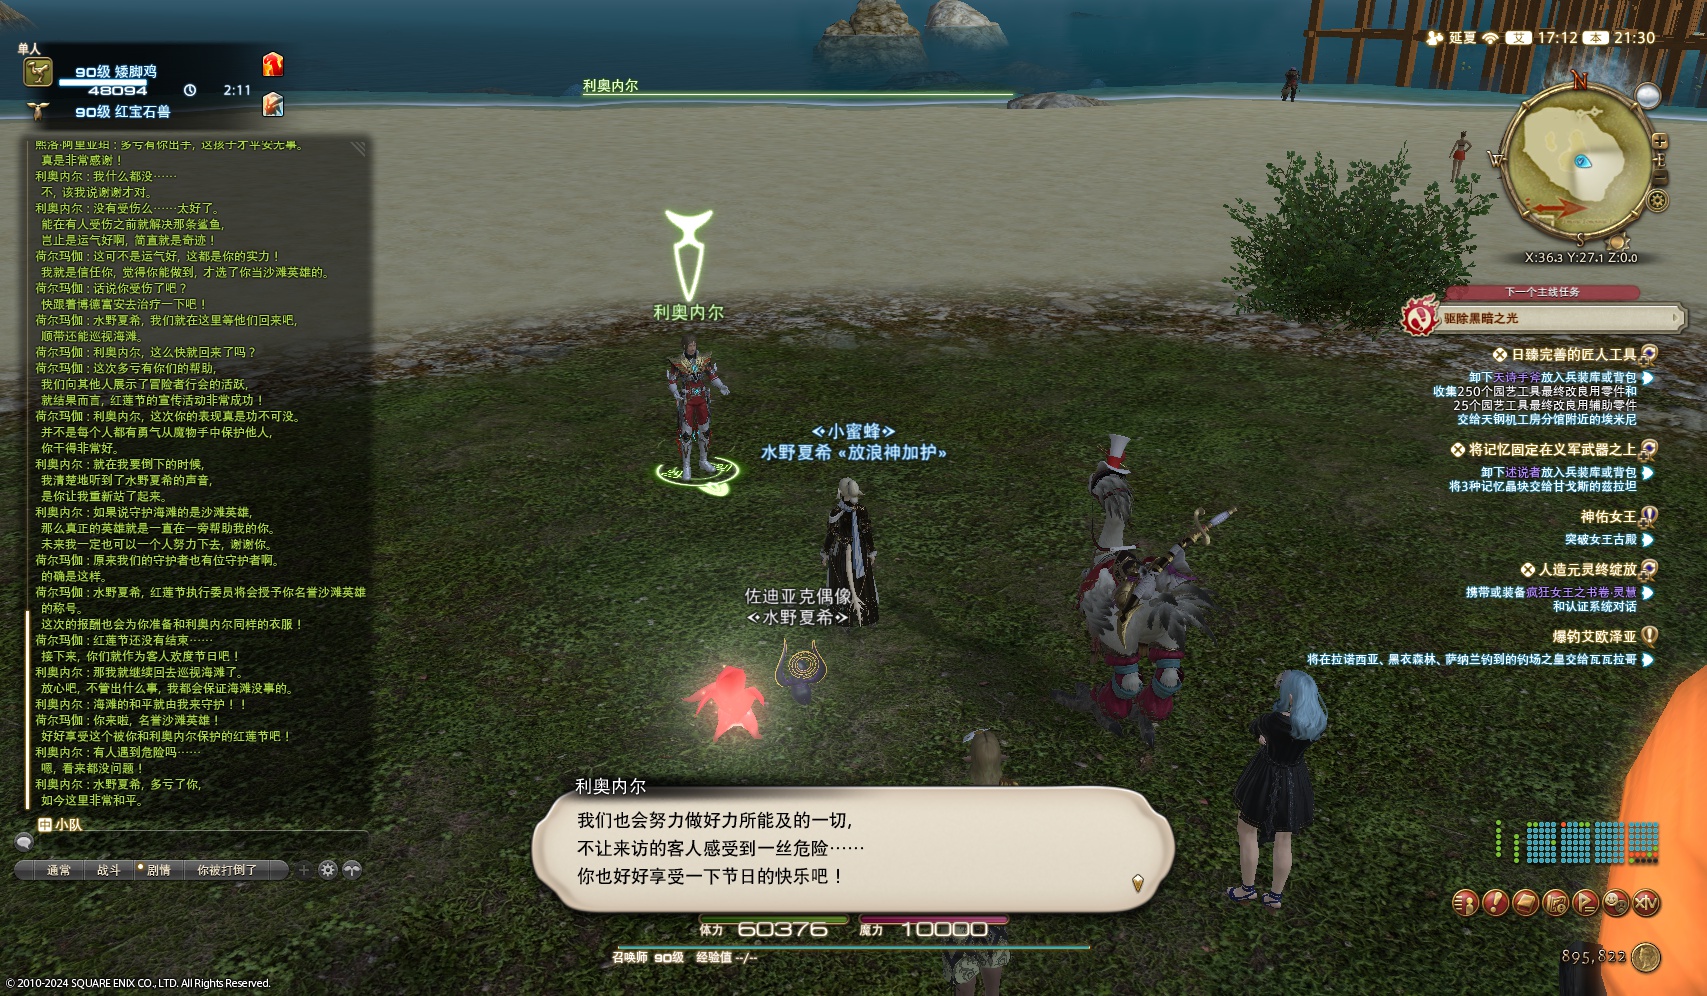 单人
90级 矮脚鸡
48094
2:11
90级 红宝石兽
熙洛·阿里亚坦：多亏有你出手，这孩子才平安无事。
真是非常感谢！
利奥内尔：我什么都没……
不，该我说谢谢才对。
利奥内尔：没有受伤么……太好了。
能在有人受伤之前就解决那条鲨鱼，
岂止是运气好啊，简直就是奇迹！
荷尔玛伽：这可不是运气好，这都是你的实力！
我就是信任你，觉得你能做到，才选了你当沙滩英雄的。
荷尔玛伽：话说你受伤了吧？
快跟着博德富安去治疗一下吧！
荷尔玛伽：水野夏希，我们就在这里等他们回来吧，
顺带还能巡视海滩。
荷尔玛伽：利奥内尔，这么快就回来了吗？
荷尔玛伽：这次多亏有你们的帮助，
我们向其他人展示了冒险者行会的活跃，
就结果而言，红莲节的宣传活动非常成功！
荷尔玛伽：利奥内尔，这次你的表现真是功不可没。
并不是每个人都有勇气从魔物手中保护他人，
你干得非常好。
利奥内尔：就在我要倒下的时候，
我清楚地听到了水野夏希的声音，
是你让我重新站了起来。
利奥内尔：如果说守护海滩的是沙滩英雄，
那么真正的英雄就是一直在一旁帮助我的你。
未来我一定也可以一个人努力下去，谢谢你。
荷尔玛伽：原来我们的守护者也有位守护者啊。
的确是这样。
荷尔玛伽：水野夏希，红莲节执行委员将会授予你名誉沙滩英雄
的称号。
这次的报酬也会为你准备和利奥内尔同样的衣服！
荷尔玛伽：红莲节还没有结束……
接下来，你们就作为客人欢度节日吧！
利奥内尔：那我就继续回去巡视海滩了。
放心吧，不管出什么事，我都会保证海滩没事的。
利奥内尔：海滩的和平就由我来守护！！
荷尔玛伽：你来啦，名誉沙滩英雄！
好好享受这个被你和利奥内尔保护的红莲节吧！
利奥内尔：有人遇到危险吗……
嗯，看来都没问题！
利奥内尔：水野夏希，多亏了你，
如今这里非常和平。
中 小队
通常 战斗 剧情 你被打倒了
利奥内尔
利奥内尔
«小蜜蜂»
水野夏希 «放浪神加护»
佐迪亚克偶像
«水野夏希»
延夏 艾 17:12 本 21:30
N
W
E
S
X:36.3 Y:27.1 Z:0.0
下一个主线任务
驱除黑暗之光
日臻完善的匠人工具
卸下天诗手斧放入兵装库或背包
收集250个园艺工具最终改良用零件和
25个园艺工具最终改良用辅助零件
交给天钢机工房分馆附近的埃米尼
将记忆固定在义军武器之上
卸下述说者放入兵装库或背包
将3种记忆晶块交给甘戈斯的兹拉坦
神佑女王
突破女王古殿
人造元灵终绽放
携带或装备疯狂女王之书卷·灵慧
和认证系统对话
爆钓艾欧泽亚
将在拉诺西亚、黑衣森林、萨纳兰钓到的钓场之皇交给瓦瓦拉哥
利奥内尔
我们也会努力做好力所能及的一切，
不让来访的客人感受到一丝危险……
你也好好享受一下节日的快乐吧！
体力 60376 魔力 10000
召唤师 90级 经验值 --/--
XIV
895,822
© 2010-2024 SQUARE ENIX CO., LTD. All Rights Reserved.